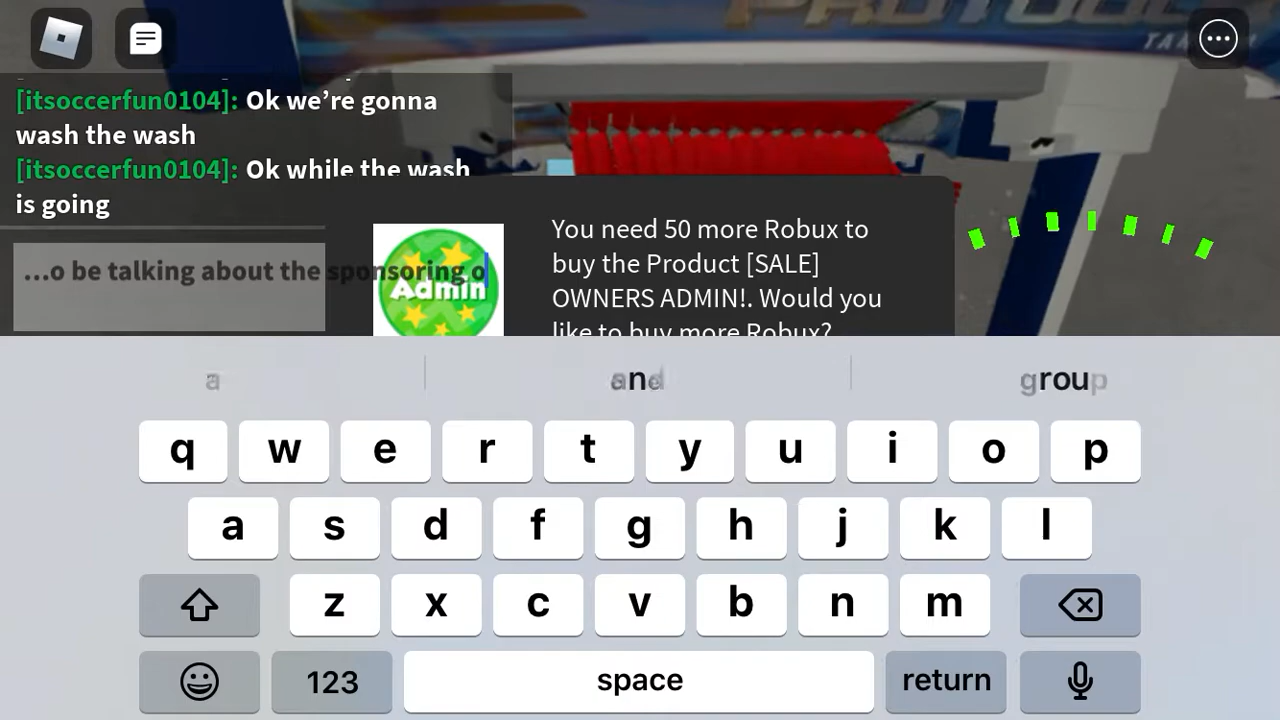 PROTOU
TA
[itsoccerfun0104]: Ok we’re gonna
wash the wash
[itsoccerfun0104]: Ok while the wash
is going
...o be talking about the sponsoring o
Admin
You need 50 more Robux to
buy the Product [SALE]
OWNERS ADMIN!. Would you
like to buy more Robux?
a and group
q w e r t y u i o p
a s d f g h j k l
z x c v b n m
123 space return